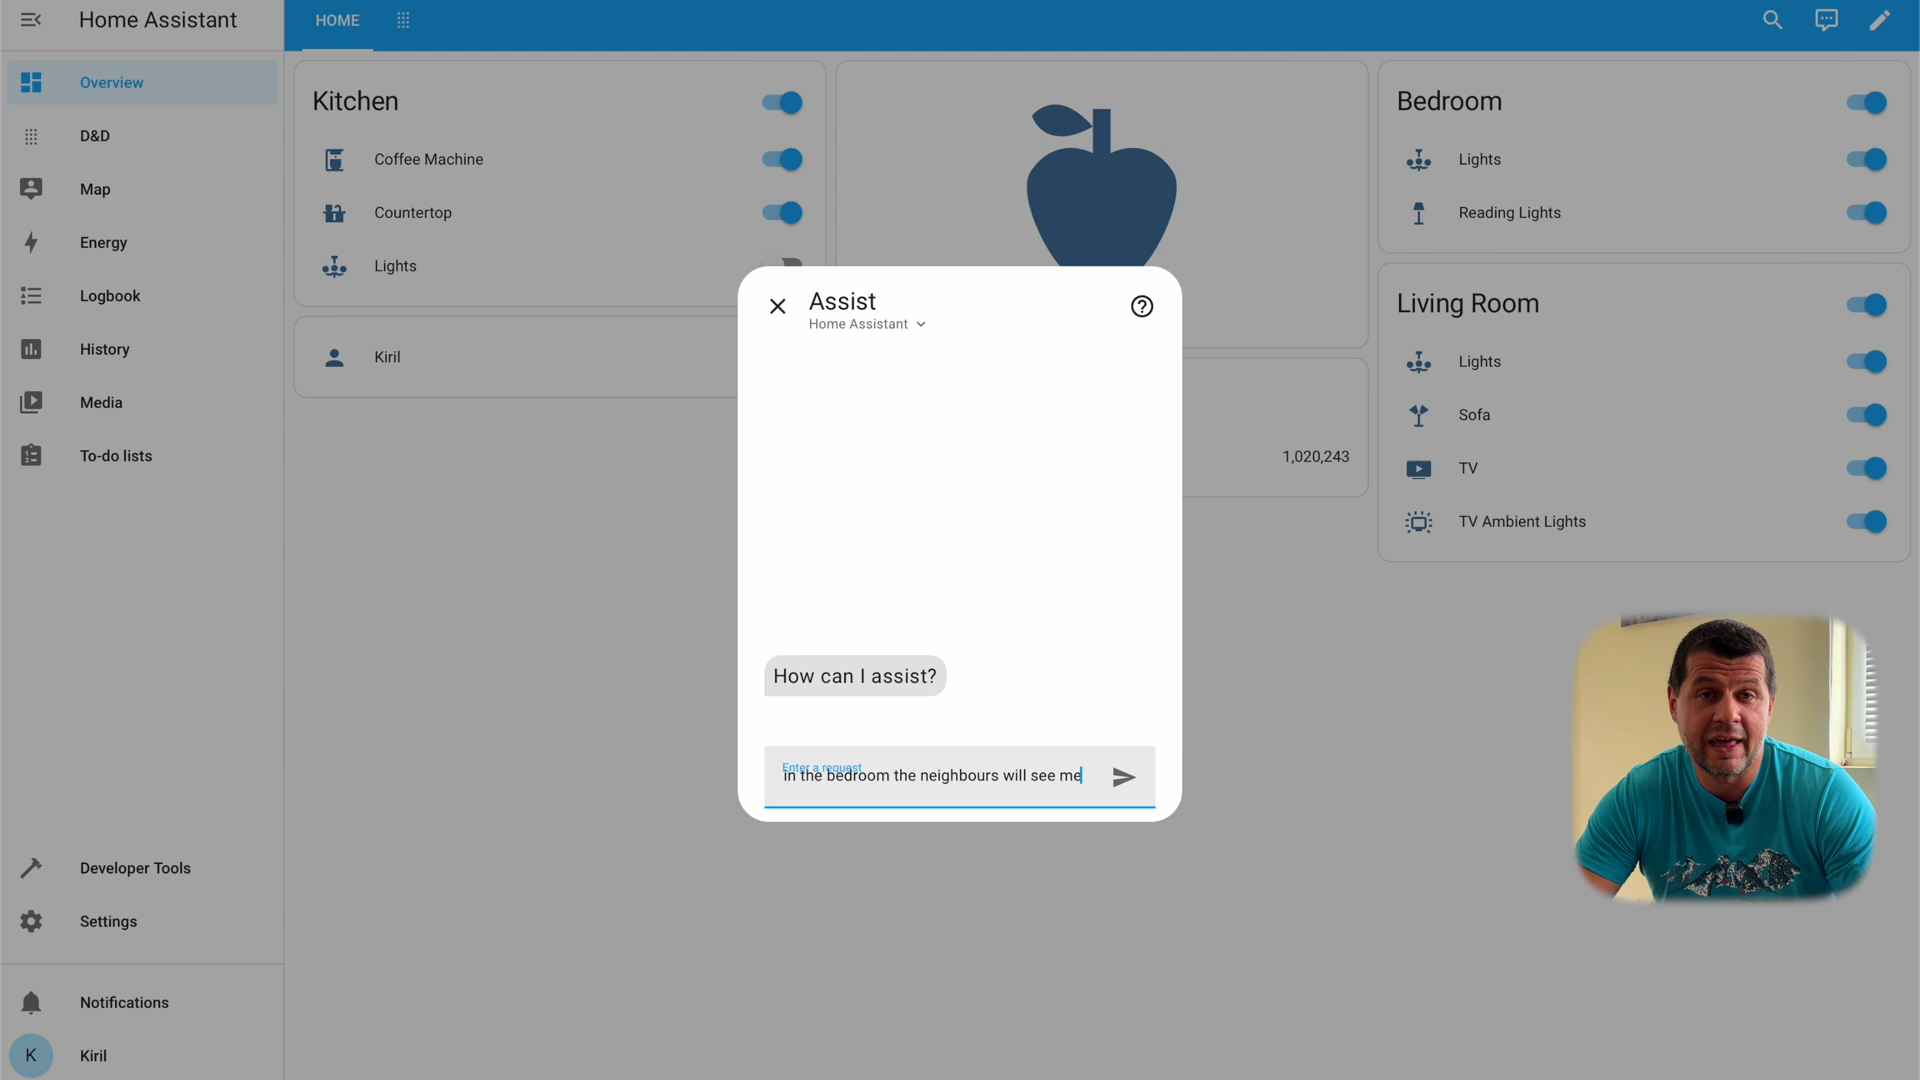 Home Assistant
HOME
Overview
D&D
Map
Energy
Logbook
History
Media
To-do lists
Developer Tools
Settings
Notifications
K
Kiril
Kitchen
Coffee Machine
Countertop
Lights
Kiril
1,020,243
Bedroom
Lights
Reading Lights
Living Room
Lights
Sofa
TV
TV Ambient Lights
Assist
Home Assistant
How can I assist?
Enter a request
in the bedroom the neighbours will see me